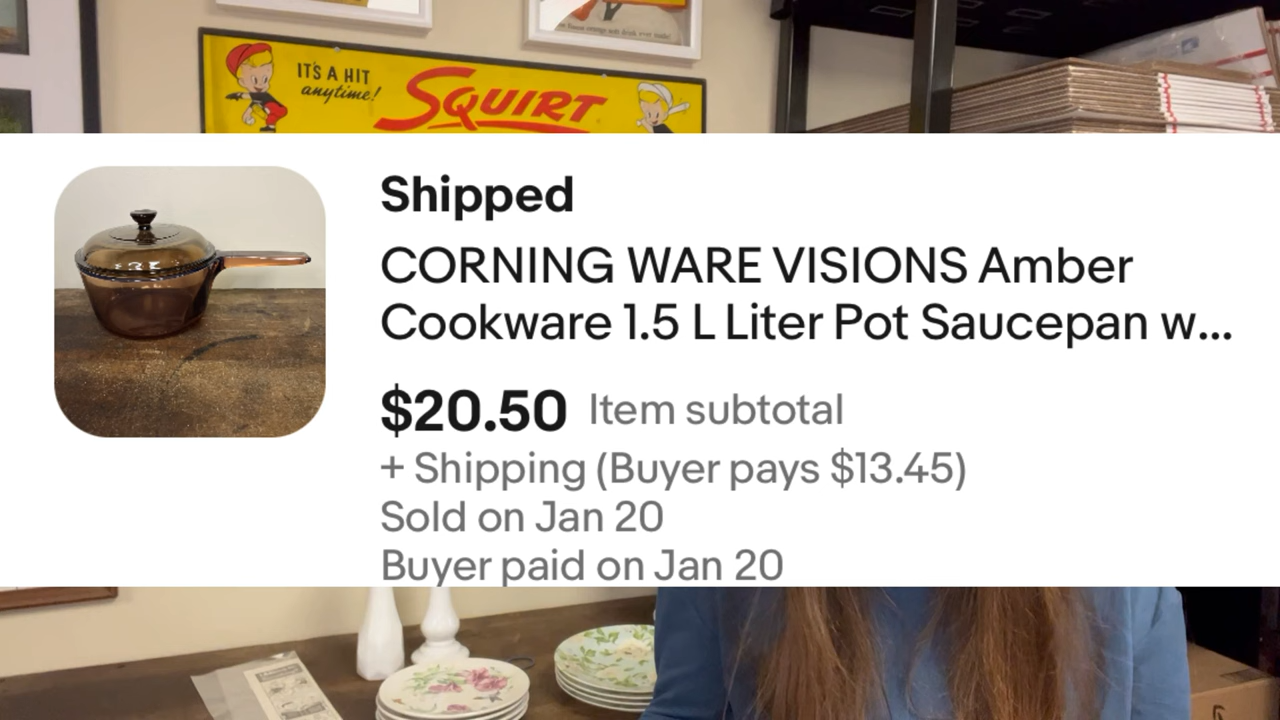 IT'S A HIT
anytime!
SQUIRT
Shipped
CORNING WARE VISIONS Amber
Cookware 1.5 L Liter Pot Saucepan w...
$20.50 Item subtotal
+ Shipping (Buyer pays $13.45)
Sold on Jan 20
Buyer paid on Jan 20